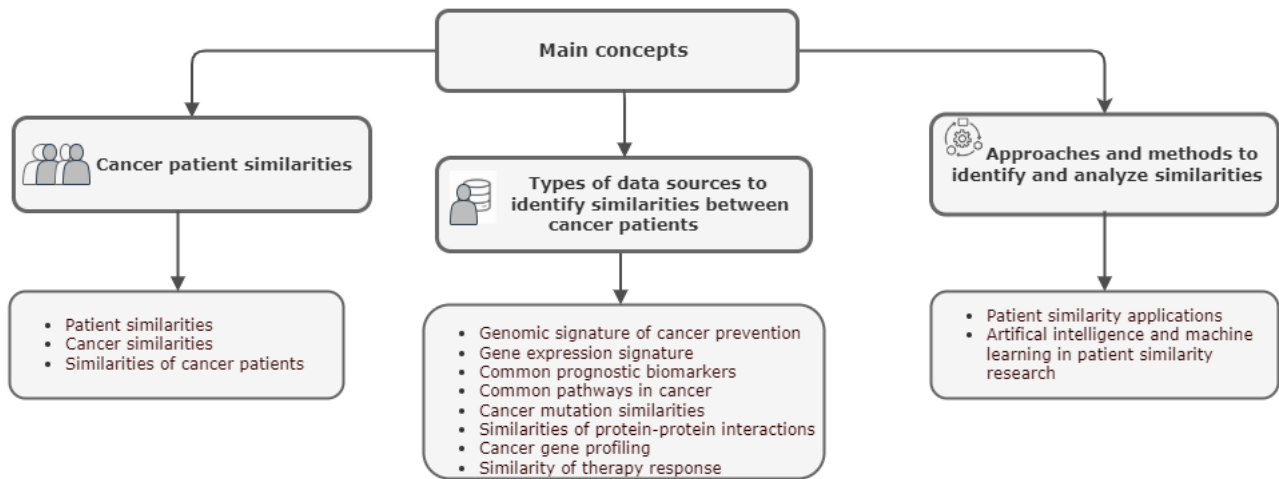 Main concepts
Cancer patient similarities
Types of data sources to
identify similarities between
cancer patients
Approaches and methods to
identify and analyze similarities
• Patient similarities
• Cancer similarities
• Similarities of cancer patients
• Genomic signature of cancer prevention
• Gene expression signature
• Common prognostic biomarkers
• Common pathways in cancer
• Cancer mutation similarities
• Similarities of protein-protein interactions
• Cancer gene profiling
• Similarity of therapy response
• Patient similarity applications
• Artifical intelligence and machine
learning in patient similarity
research